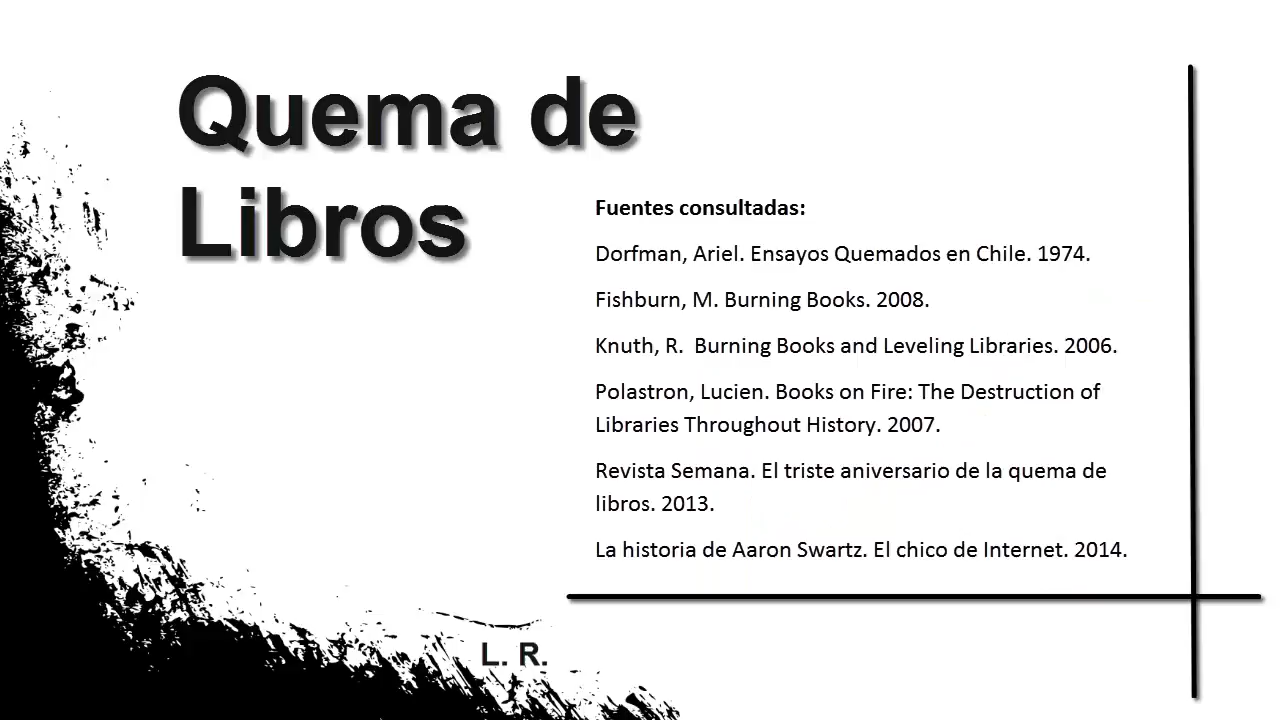 Quema de
Libros
Fuentes consultadas:
Dorfman, Ariel. Ensayos Quemados en Chile. 1974.
Fishburn, M. Burning Books. 2008.
Knuth, R.  Burning Books and Leveling Libraries. 2006.
Polastron, Lucien. Books on Fire: The Destruction of
Libraries Throughout History. 2007.
Revista Semana. El triste aniversario de la quema de
libros. 2013.
La historia de Aaron Swartz. El chico de Internet. 2014.
L. R.